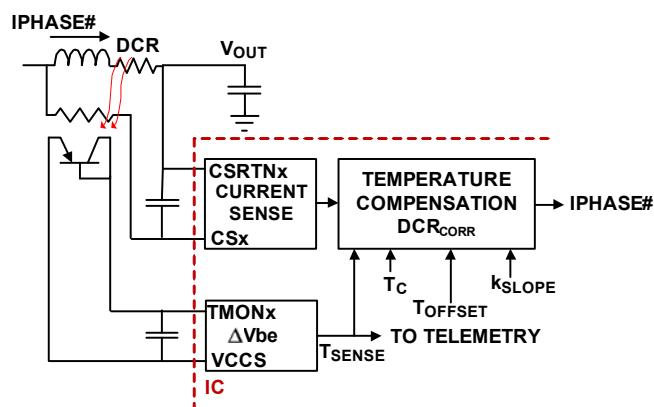 IPHASE#
DCR
VOUT
CSRTNx
CURRENT
SENSE
CSx
TEMPERATURE
COMPENSATION
DCRCORR
IPHASE#
TC
TOFFSET
kSLOPE
TMONx
ΔVbe
VCCS
TSENSE
TO TELEMETRY
IC